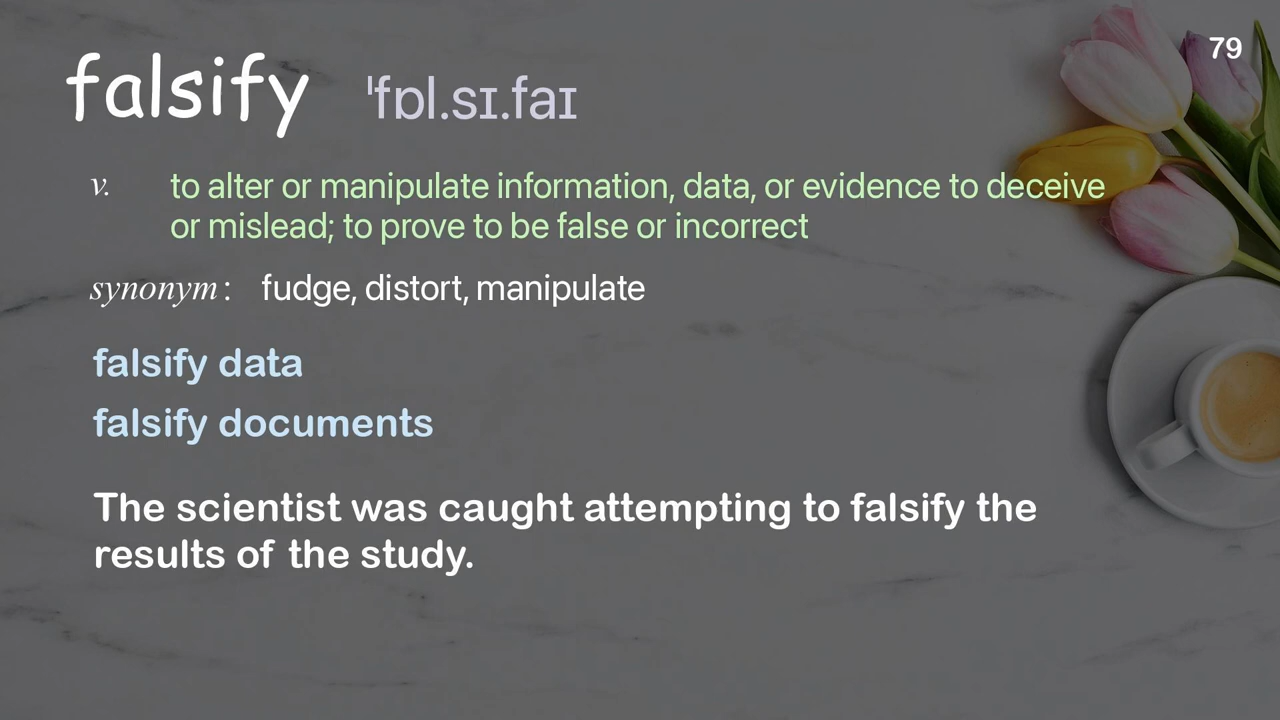 79
falsify ˈfɒl.sɪ.faɪ
v. to alter or manipulate information, data, or evidence to deceive
or mislead; to prove to be false or incorrect
synonym: fudge, distort, manipulate
falsify data
falsify documents
The scientist was caught attempting to falsify the
results of the study.